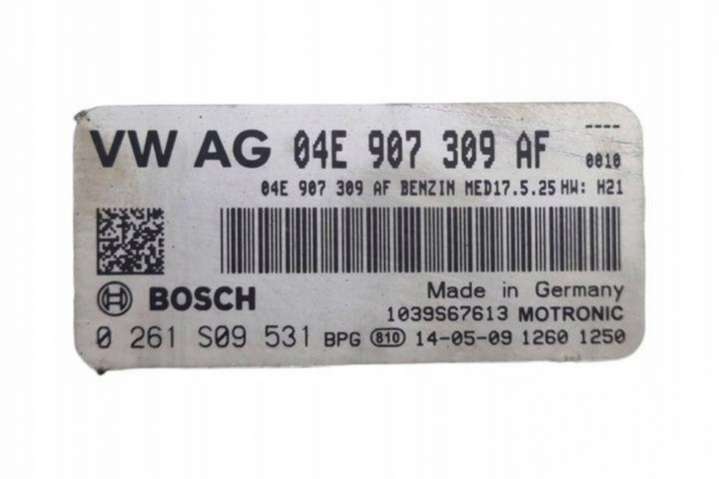 VW AG 04E 907 309 AF ----
0010
04E 907 309 AF BENZIN MED17.5.25 HW: H21
BOSCH Made in Germany
1039S67613 MOTRONIC
0 261 S09 531 BPG 810 14-05-09 1260 1250